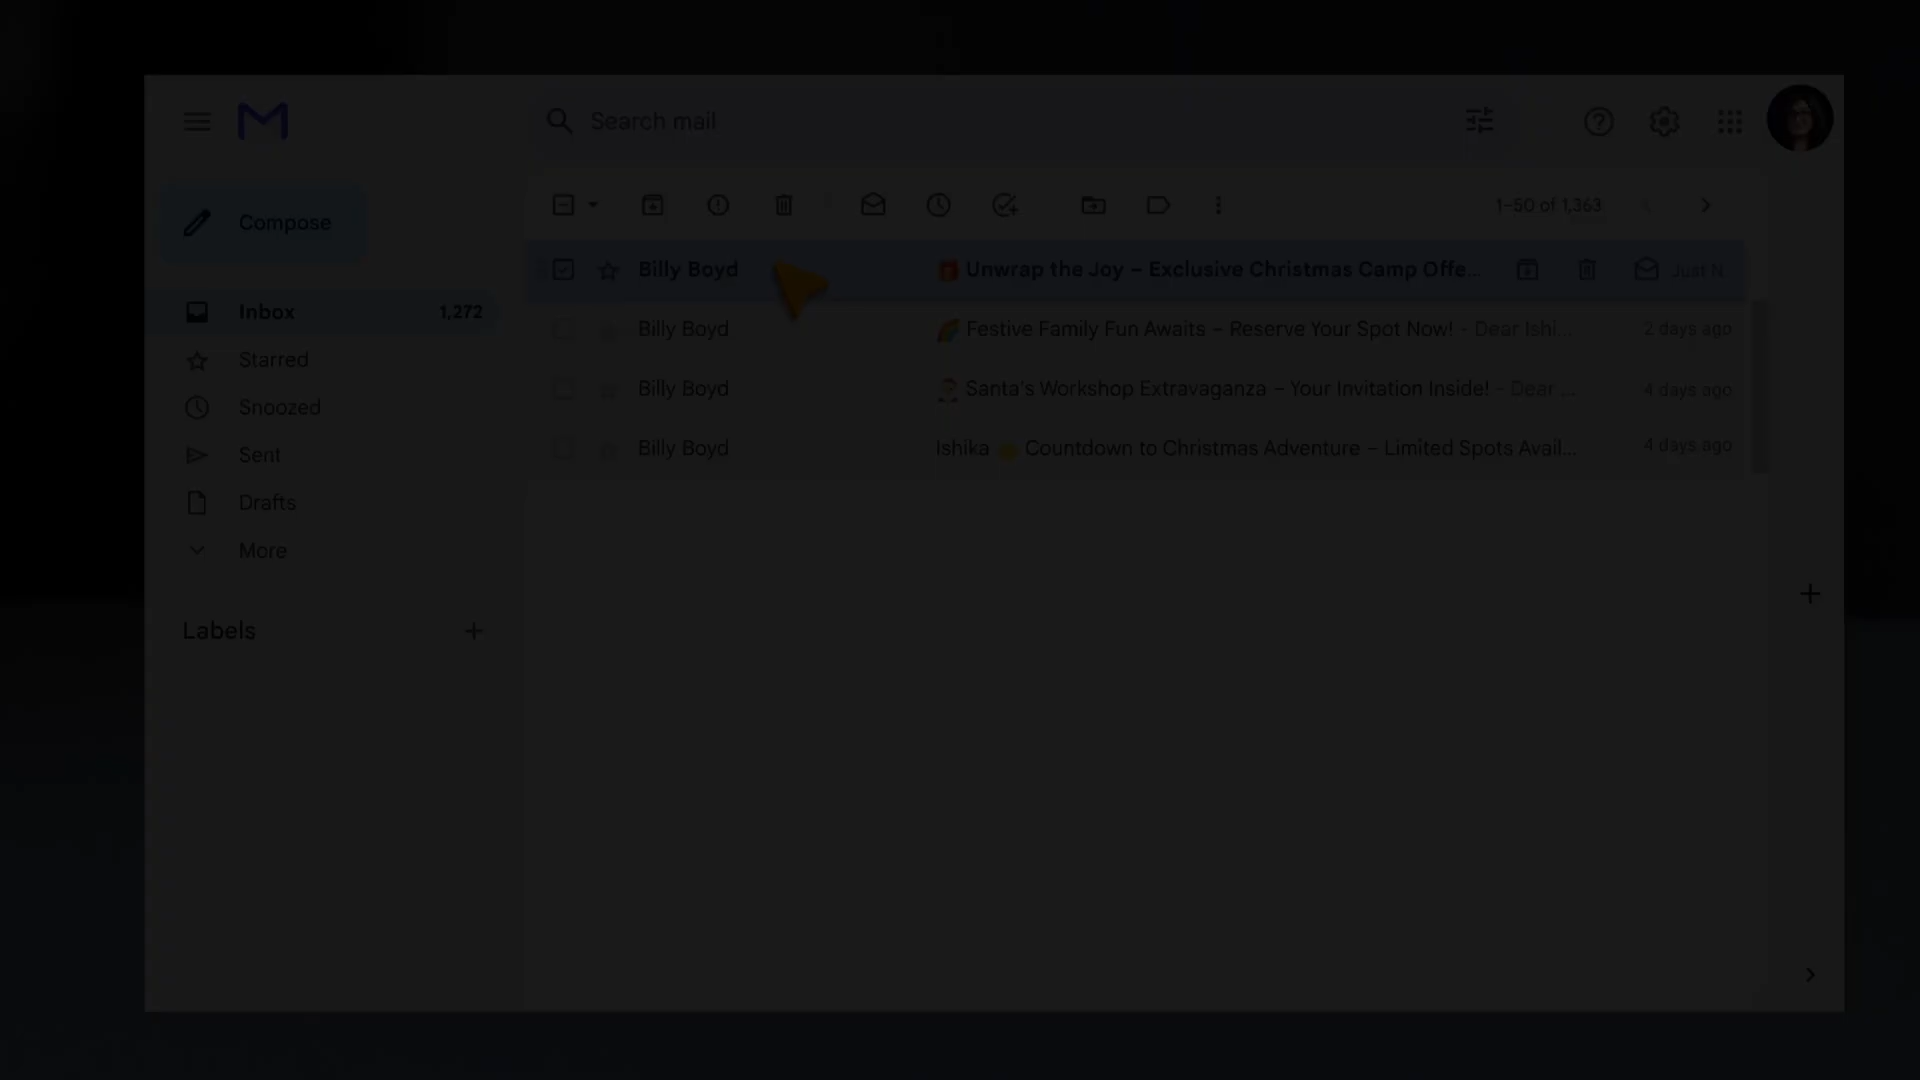 Search mail
Compose
1–50 of 1,363
Billy Boyd 🎁 Unwrap the Joy – Exclusive Christmas Camp Offe... Just N
Inbox 1,272
Billy Boyd 🌈 Festive Family Fun Awaits – Reserve Your Spot Now! - Dear Ishi... 2 days ago
Starred
Billy Boyd 🎅 Santa's Workshop Extravaganza – Your Invitation Inside! - Dear ... 4 days ago
Snoozed
Billy Boyd Ishika 🌟 Countdown to Christmas Adventure – Limited Spots Avail... 4 days ago
Sent
Drafts
More
Labels